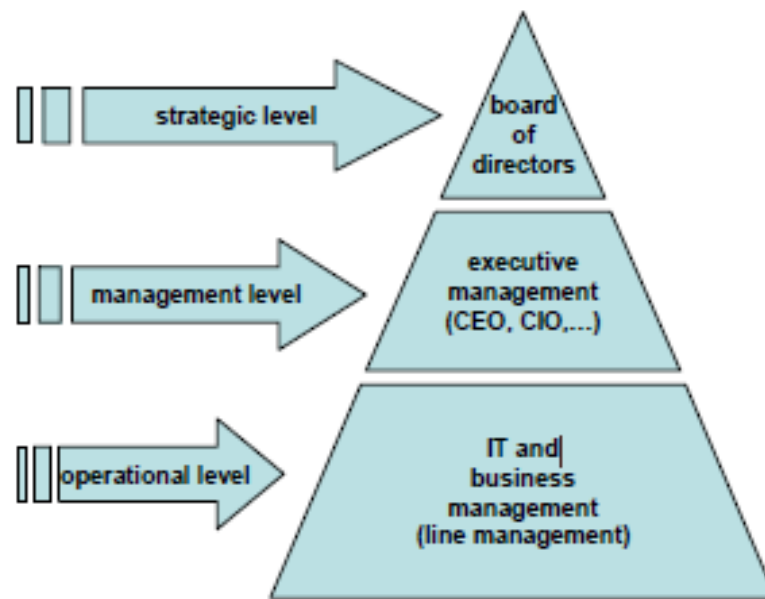 strategic level
board
of
directors
management level
executive
management
(CEO, CIO,...)
operational level
IT and
business
management
(line management)